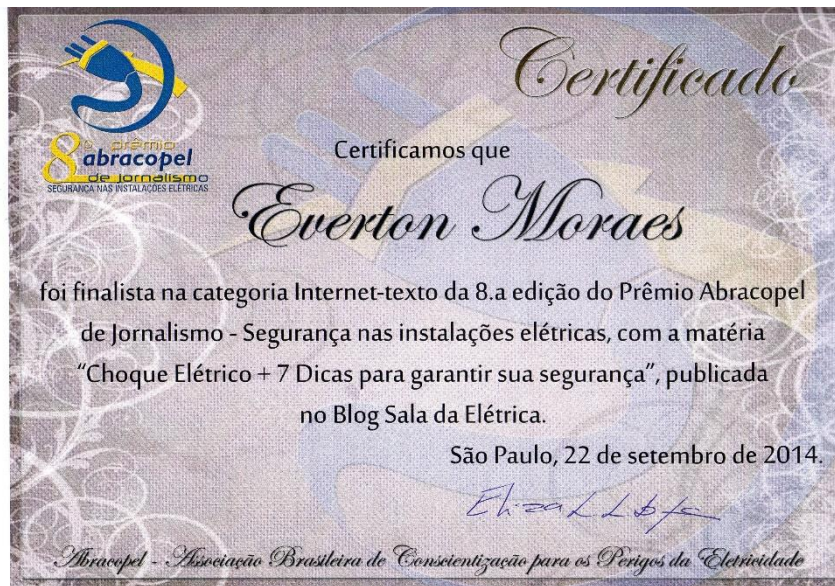 Certificado
8º prêmio
abracopel
de jornalismo
SEGURANÇA NAS INSTALAÇÕES ELÉTRICAS
Certificamos que
Everton Moraes
foi finalista na categoria Internet-texto da 8.a edição do Prêmio Abracopel
de Jornalismo - Segurança nas instalações elétricas, com a matéria
“Choque Elétrico + 7 Dicas para garantir sua segurança”, publicada
no Blog Sala da Elétrica.
São Paulo, 22 de setembro de 2014.
Abracopel - Associação Brasileira de Conscientização para os Perigos da Eletricidade